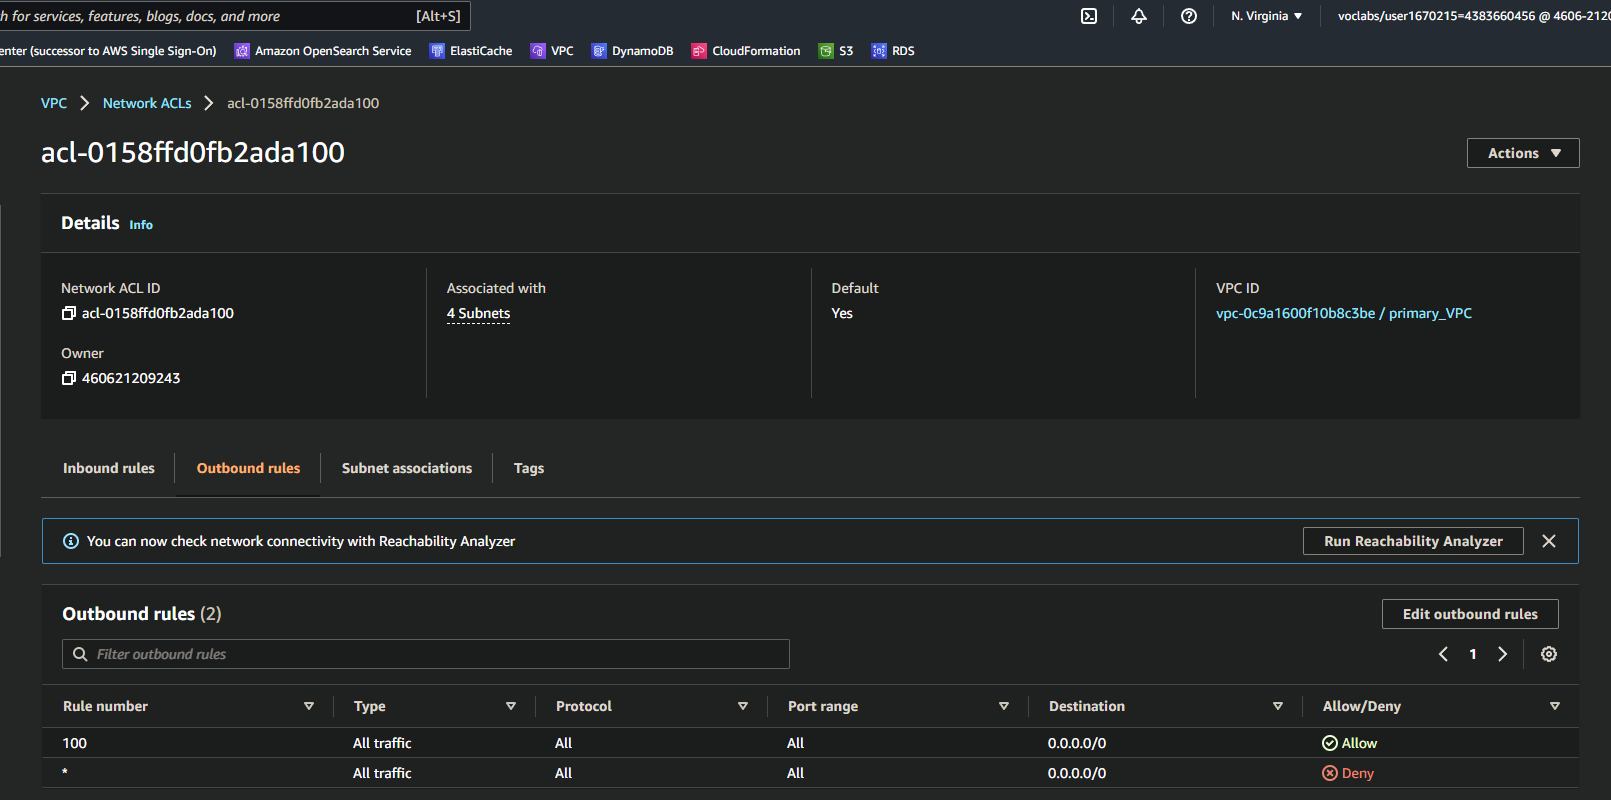 h for services, features, blogs, docs, and more [Alt+S] N. Virginia voclabs/user1670215=4383660456 @ 4606-2120
enter (successor to AWS Single Sign-On) Amazon OpenSearch Service ElastiCache VPC DynamoDB CloudFormation S3 RDS
VPC Network ACLs acl-0158ffd0fb2ada100
acl-0158ffd0fb2ada100 Actions
Details Info
Network ACL ID Associated with Default VPC ID
acl-0158ffd0fb2ada100 4 Subnets Yes vpc-0c9a1600f10b8c3be / primary_VPC
Owner
460621209243
Inbound rules Outbound rules Subnet associations Tags
You can now check network connectivity with Reachability Analyzer Run Reachability Analyzer
Outbound rules (2) Edit outbound rules
Filter outbound rules 1
Rule number Type Protocol Port range Destination Allow/Deny
100 All traffic All All 0.0.0.0/0 Allow
* All traffic All All 0.0.0.0/0 Deny